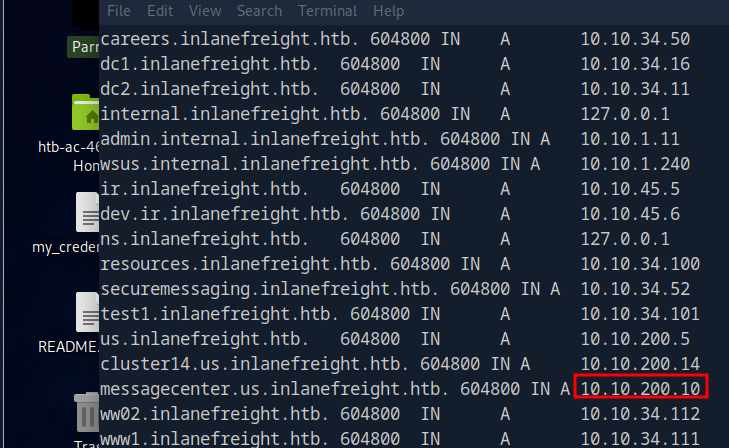 File Edit View Search Terminal Help
careers.inlanefreight.htb. 604800 IN A 10.10.34.50
dc1.inlanefreight.htb. 604800 IN A 10.10.34.16
dc2.inlanefreight.htb. 604800 IN A 10.10.34.11
internal.inlanefreight.htb. 604800 IN A 127.0.0.1
admin.internal.inlanefreight.htb. 604800 IN A 10.10.1.11
wsus.internal.inlanefreight.htb. 604800 IN A 10.10.1.240
ir.inlanefreight.htb. 604800 IN A 10.10.45.5
dev.ir.inlanefreight.htb. 604800 IN A 10.10.45.6
ns.inlanefreight.htb. 604800 IN A 127.0.0.1
resources.inlanefreight.htb. 604800 IN A 10.10.34.100
securemessaging.inlanefreight.htb. 604800 IN A 10.10.34.52
test1.inlanefreight.htb. 604800 IN A 10.10.34.101
us.inlanefreight.htb. 604800 IN A 10.10.200.5
cluster14.us.inlanefreight.htb. 604800 IN A 10.10.200.14
messagecenter.us.inlanefreight.htb. 604800 IN A 10.10.200.10
ww02.inlanefreight.htb. 604800 IN A 10.10.34.112
www1.inlanefreight.htb. 604800 IN A 10.10.34.111
Parr
htb-ac-46
Hom
my_creden
README.
Tras